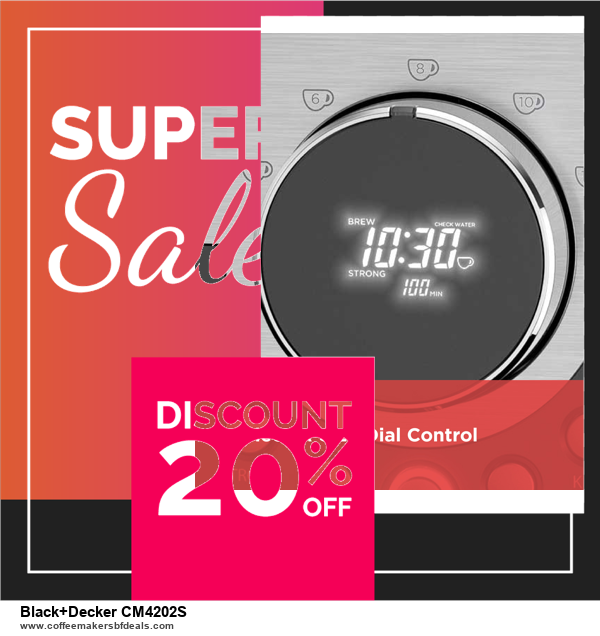 SUPER
Sale
6
8
10
BREW
CHECK WATER
10:30
STRONG
100 MIN
Dial Control
DISCOUNT
20%
OFF
Black+Decker CM4202S
www.coffeemakersbfdeals.com